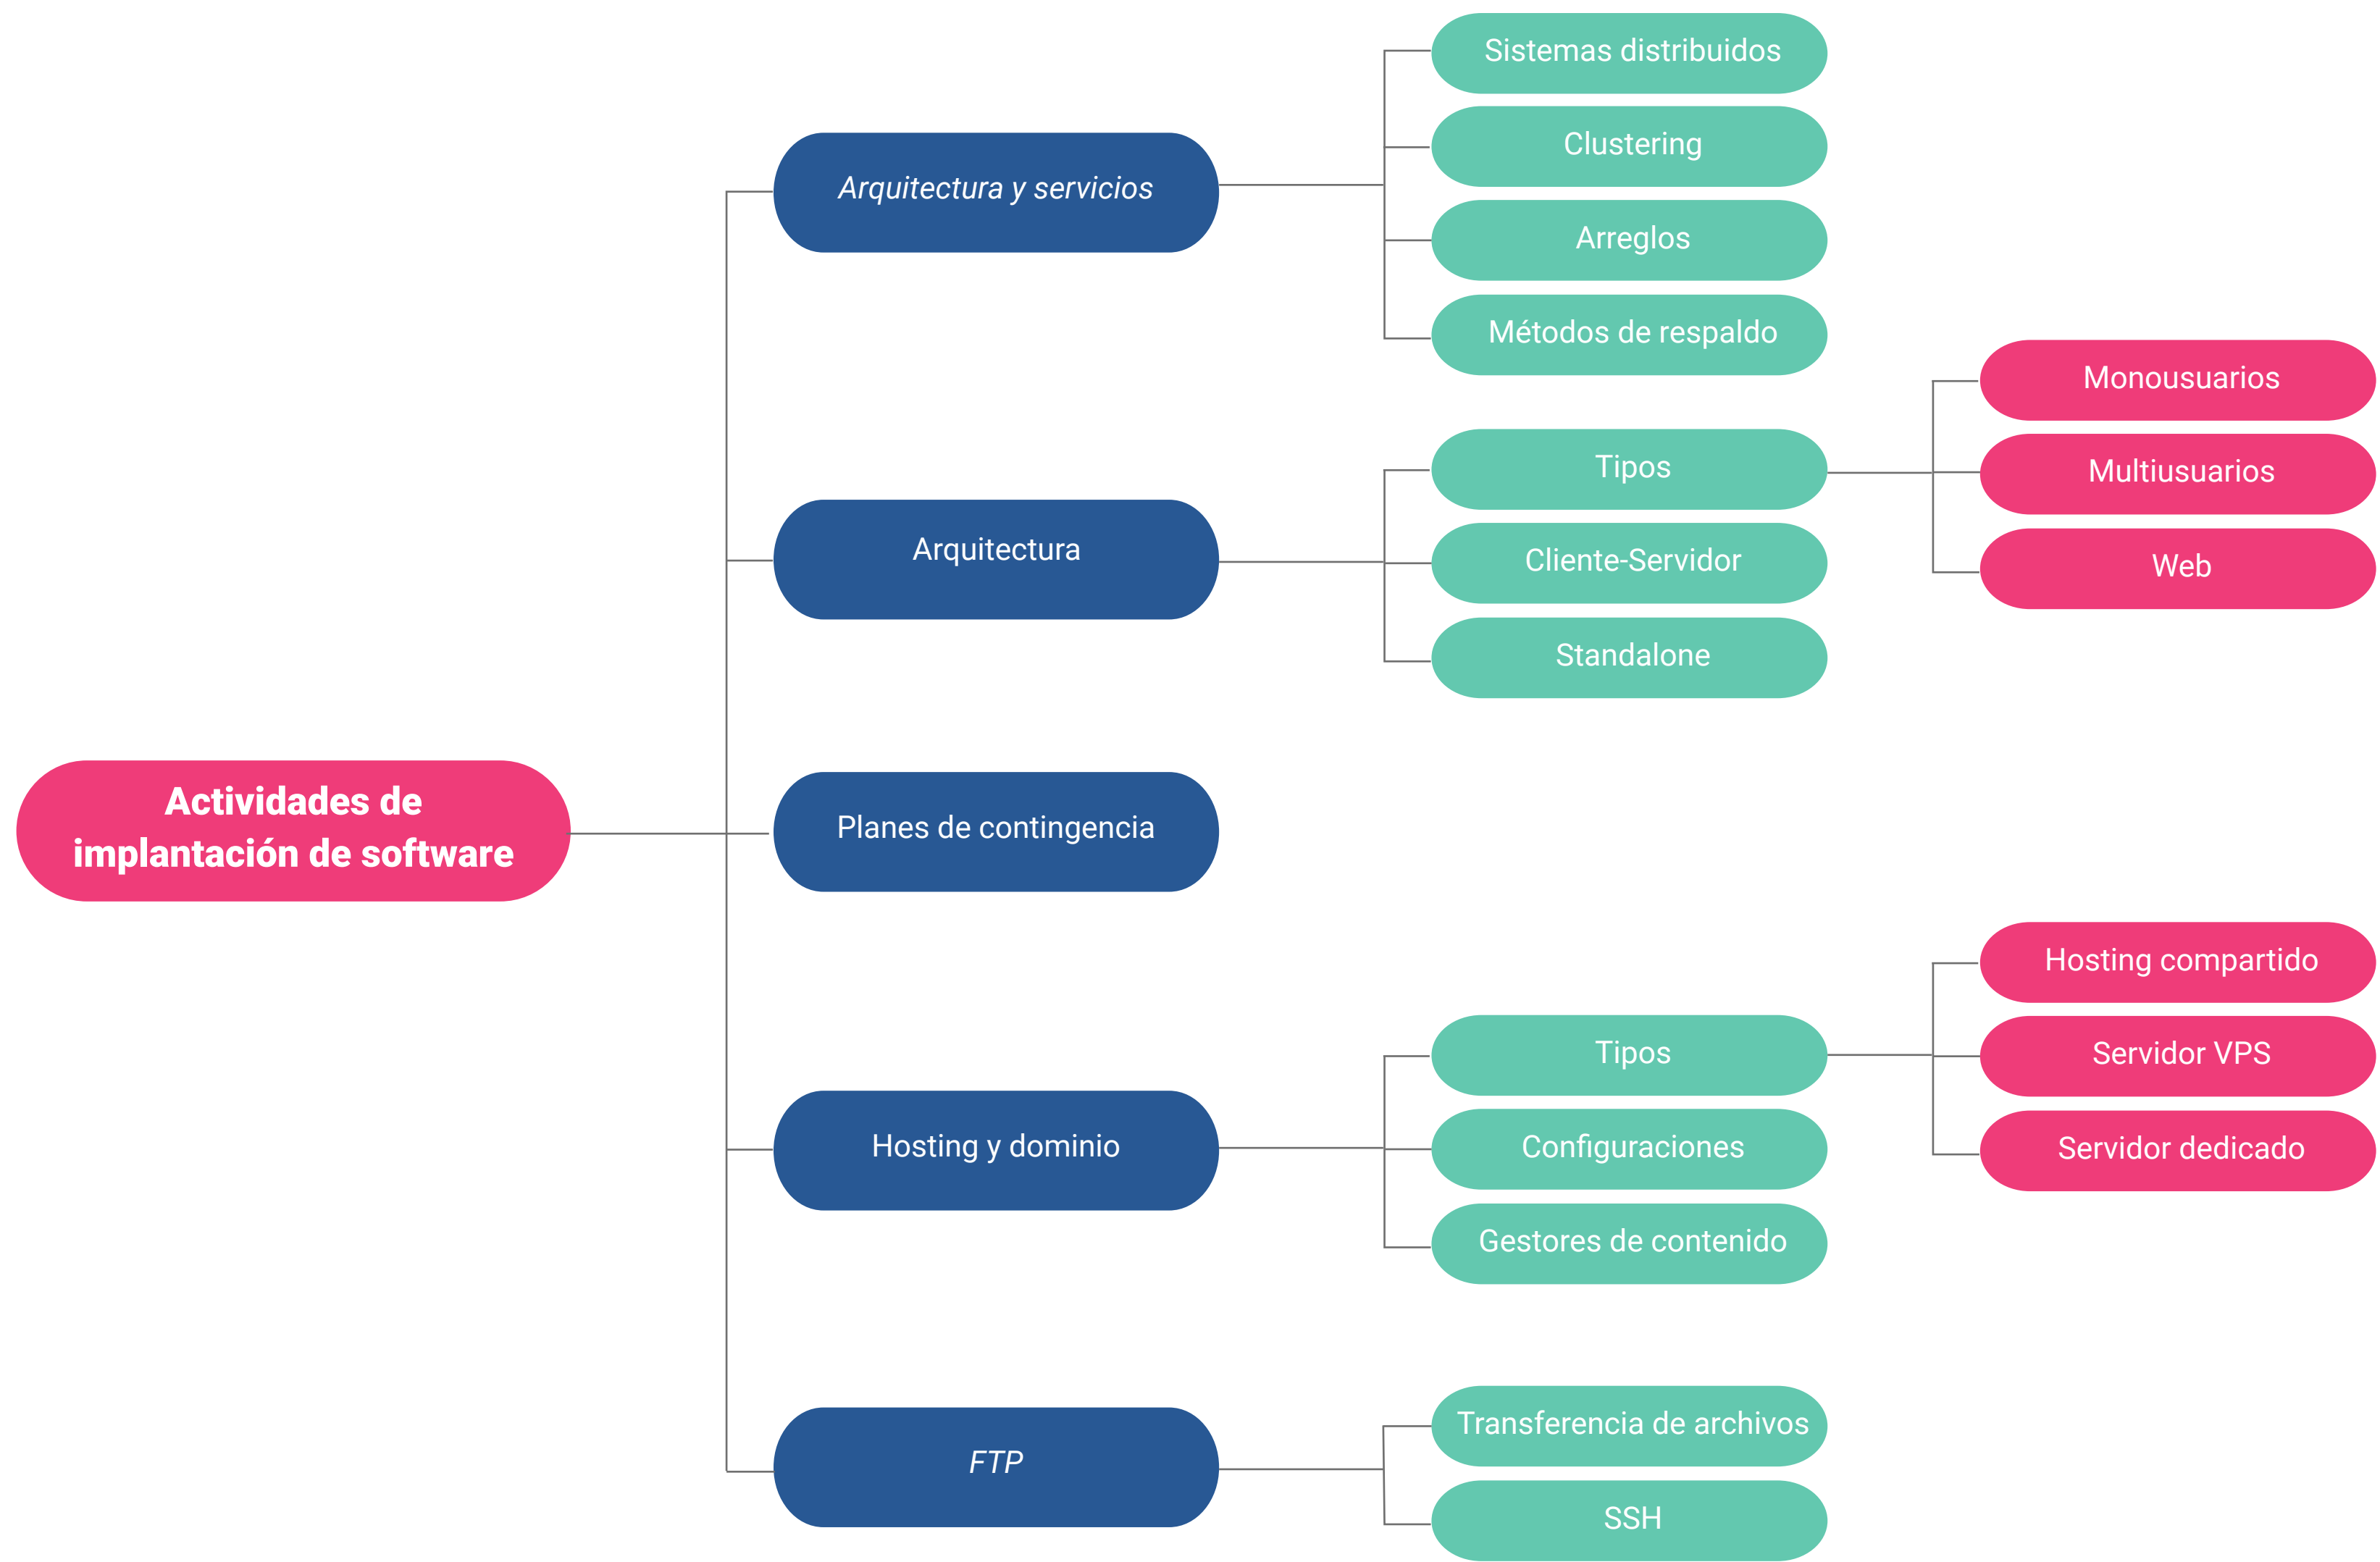 Actividades de
implantación de software
Arquitectura y servicios
Sistemas distribuidos
Clustering
Arreglos
Métodos de respaldo
Arquitectura
Tipos
Monousuarios
Multiusuarios
Web
Cliente-Servidor
Standalone
Planes de contingencia
Hosting y dominio
Tipos
Hosting compartido
Servidor VPS
Servidor dedicado
Configuraciones
Gestores de contenido
FTP
Transferencia de archivos
SSH